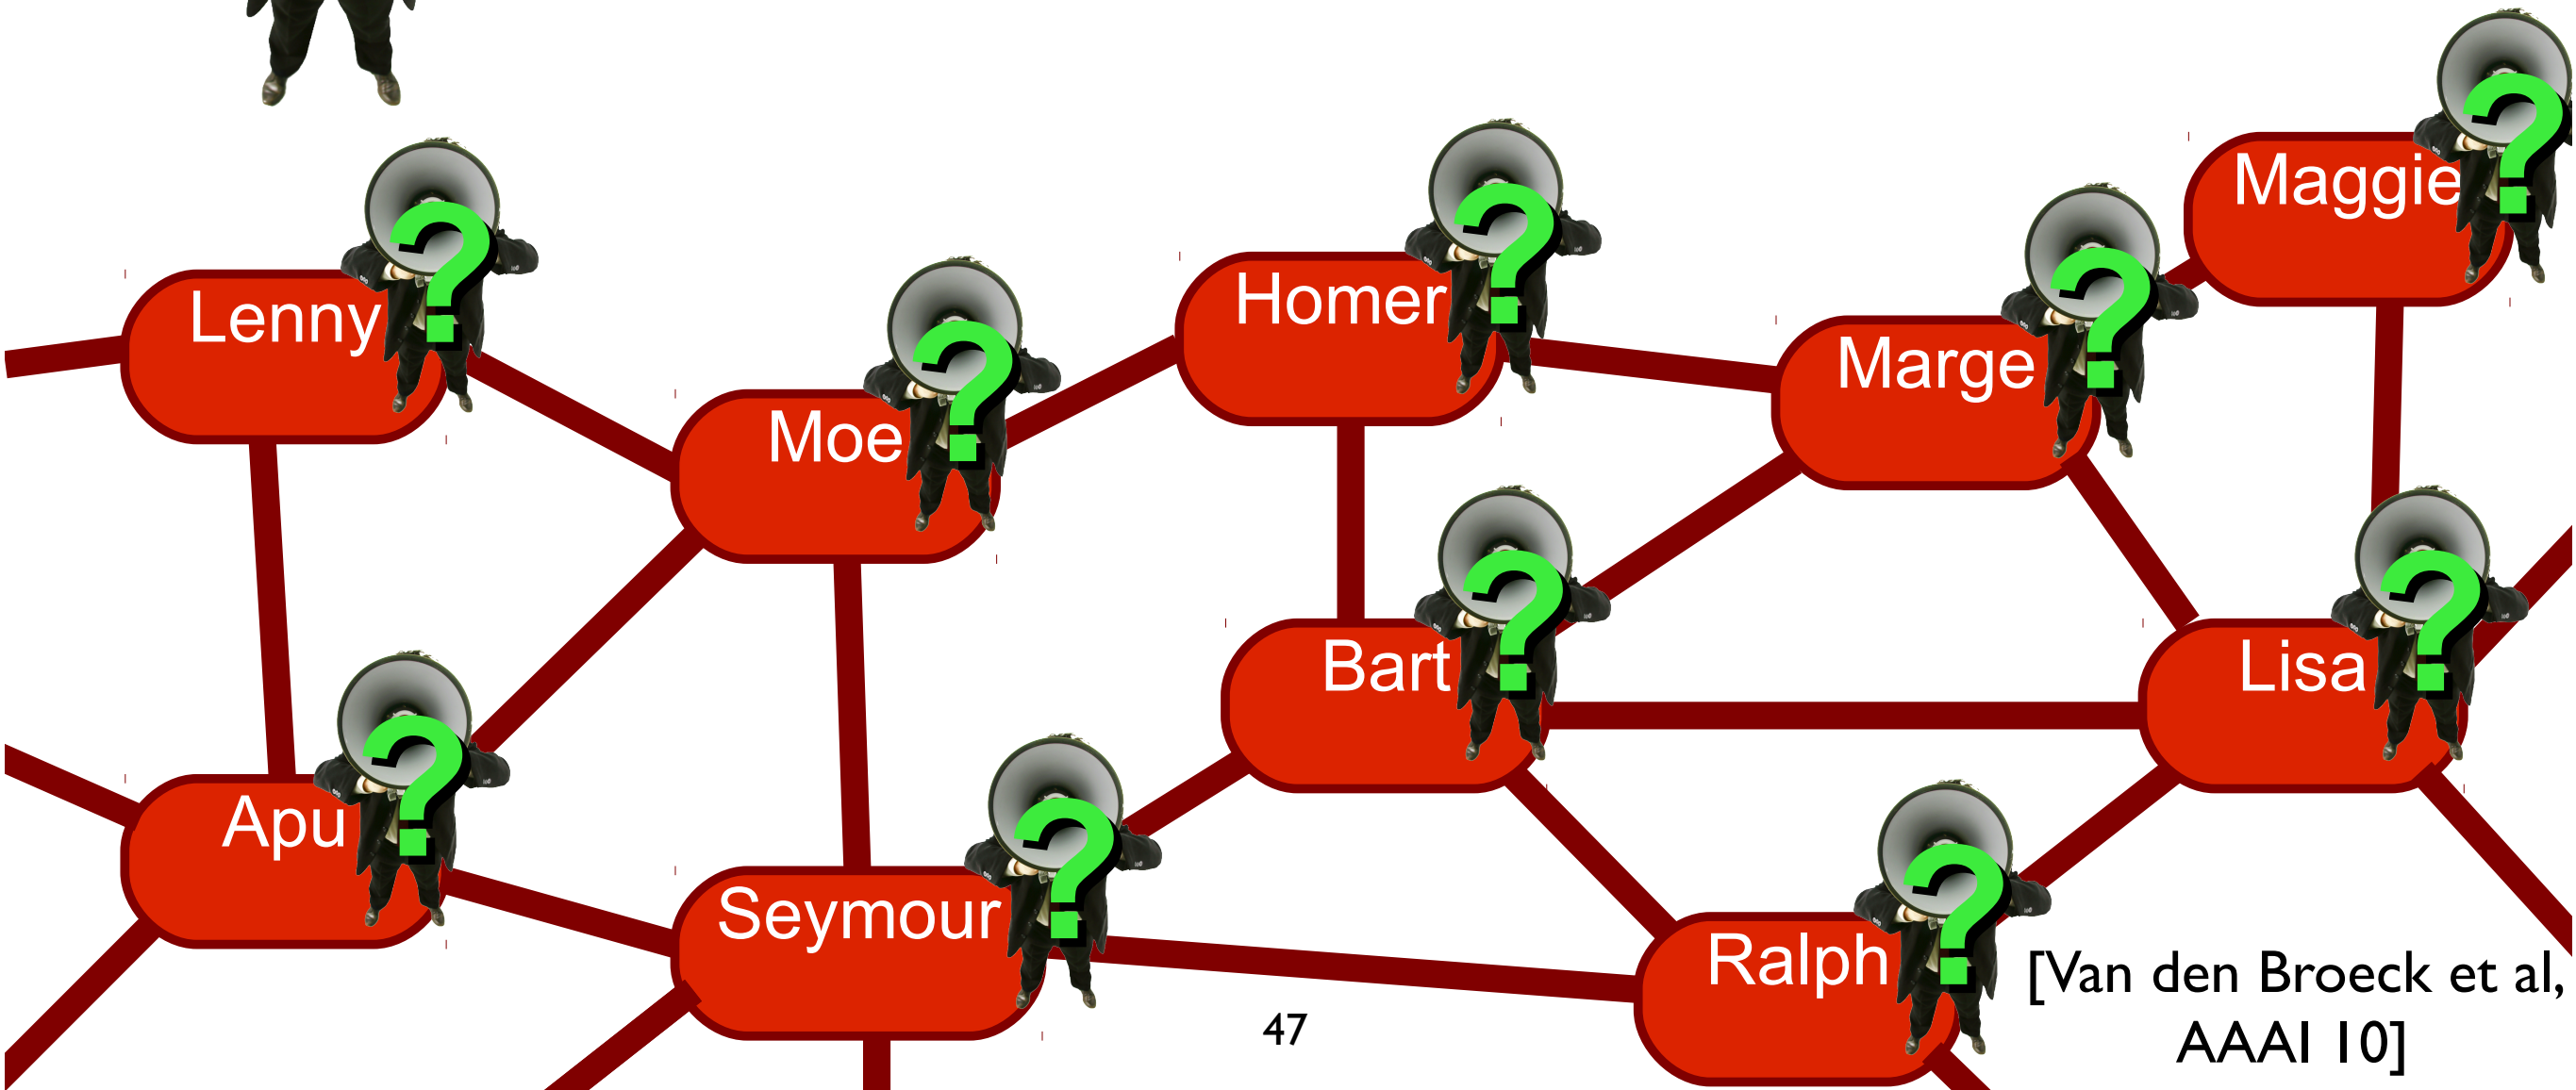 Maggie
?
Lenny
?
Homer
?
Marge
?
Moe
?
Bart
?
Lisa
?
Apu
?
Seymour
?
Ralph
?
[Van den Broeck et al,
AAAI 10]
47
?